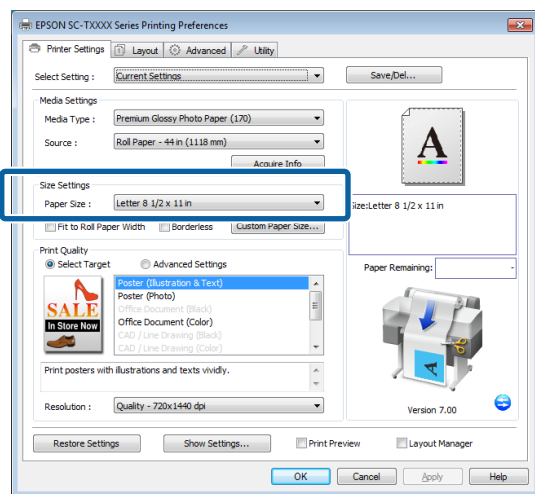 EPSON SC-TXXXX Series Printing Preferences
Printer Settings Layout Advanced Utility
Select Setting : Current Settings Save/Del...
Media Settings
Media Type : Premium Glossy Photo Paper (170)
Source : Roll Paper - 44 in (1118 mm)
Acquire Info
A
Size Settings
Paper Size : Letter 8 1/2 x 11 in
Size:Letter 8 1/2 x 11 in
Fit to Roll Paper Width Borderless Custom Paper Size...
Print Quality
Select Target Advanced Settings
Paper Remaining:
SALE
In Store Now
Poster (Illustration & Text)
Poster (Photo)
Office Document (Black)
Office Document (Color)
CAD / Line Drawing (Black)
CAD / Line Drawing (Color)
A
Print posters with illustrations and texts vividly.
Resolution : Quality - 720x1440 dpi
Version 7.00
Restore Settings Show Settings... Print Preview Layout Manager
OK Cancel Apply Help